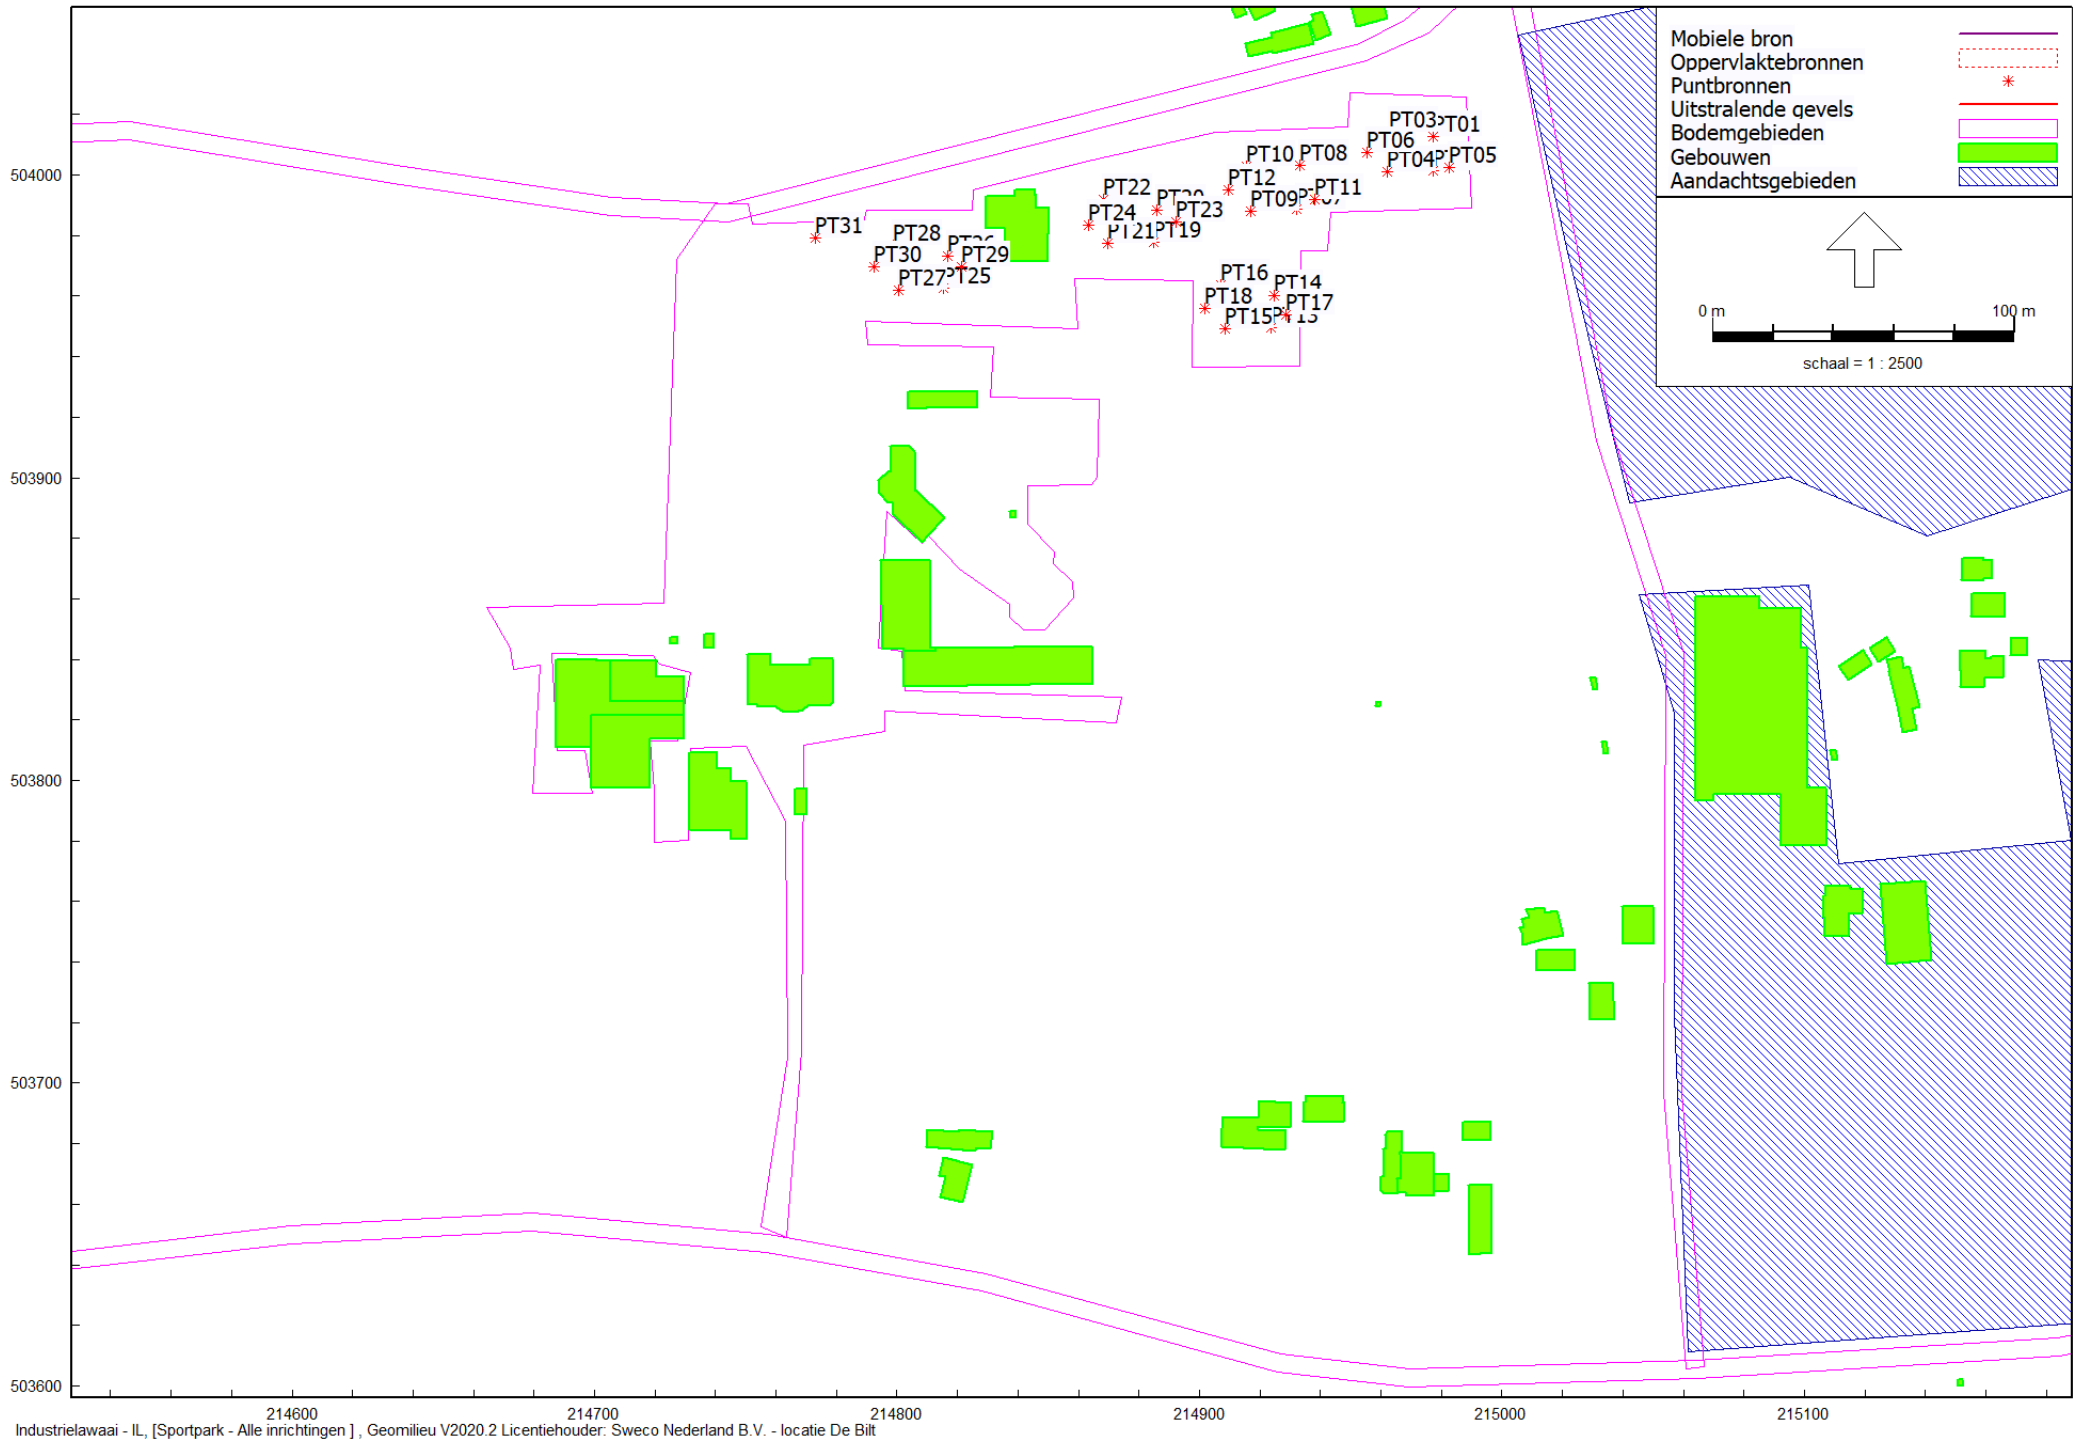 Mobiele bron
Oppervlaktebronnen
Puntbronnen
Uitstralende gevels
Bodemgebieden
Gebouwen
Aandachtsgebieden
0 m 100 m
schaal = 1 : 2500
PT03 PT01
PT06
PT04 PT05
PT10 PT08
PT12
PT09 PT11
PT22
PT23
PT24
PT21 PT19
PT31
PT28
PT29
PT30
PT27 PT25
PT16
PT14
PT18
PT17
PT15
504000
503900
503800
503700
503600
214600 214700 214800 214900 215000 215100
Industrielawaai - IL, [Sportpark - Alle inrichtingen ] , Geomilieu V2020.2 Licentiehouder: Sweco Nederland B.V. - locatie De Bilt